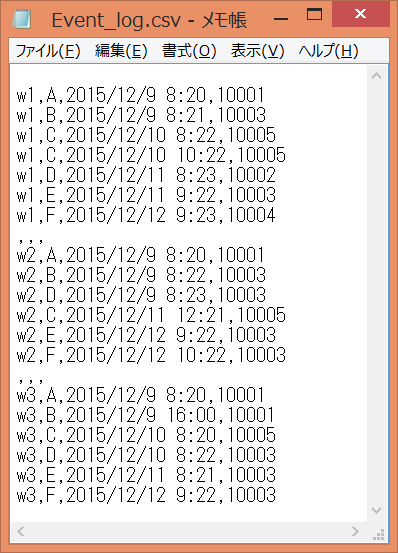 Event_log.csv - メモ帳
ファイル(F) 編集(E) 書式(O) 表示(V) ヘルプ(H)
w1,A,2015/12/9 8:20,10001
w1,B,2015/12/9 8:21,10003
w1,C,2015/12/10 8:22,10005
w1,C,2015/12/10 10:22,10005
w1,D,2015/12/11 8:23,10002
w1,E,2015/12/11 9:22,10003
w1,F,2015/12/12 9:23,10004
,,,
w2,A,2015/12/9 8:20,10001
w2,B,2015/12/9 8:22,10003
w2,D,2015/12/9 8:23,10003
w2,C,2015/12/11 12:21,10005
w2,E,2015/12/12 9:22,10003
w2,F,2015/12/12 10:22,10003
,,,
w3,A,2015/12/9 8:20,10001
w3,B,2015/12/9 16:00,10001
w3,C,2015/12/10 8:20,10005
w3,D,2015/12/10 8:22,10003
w3,E,2015/12/11 8:21,10003
w3,F,2015/12/12 9:22,10003